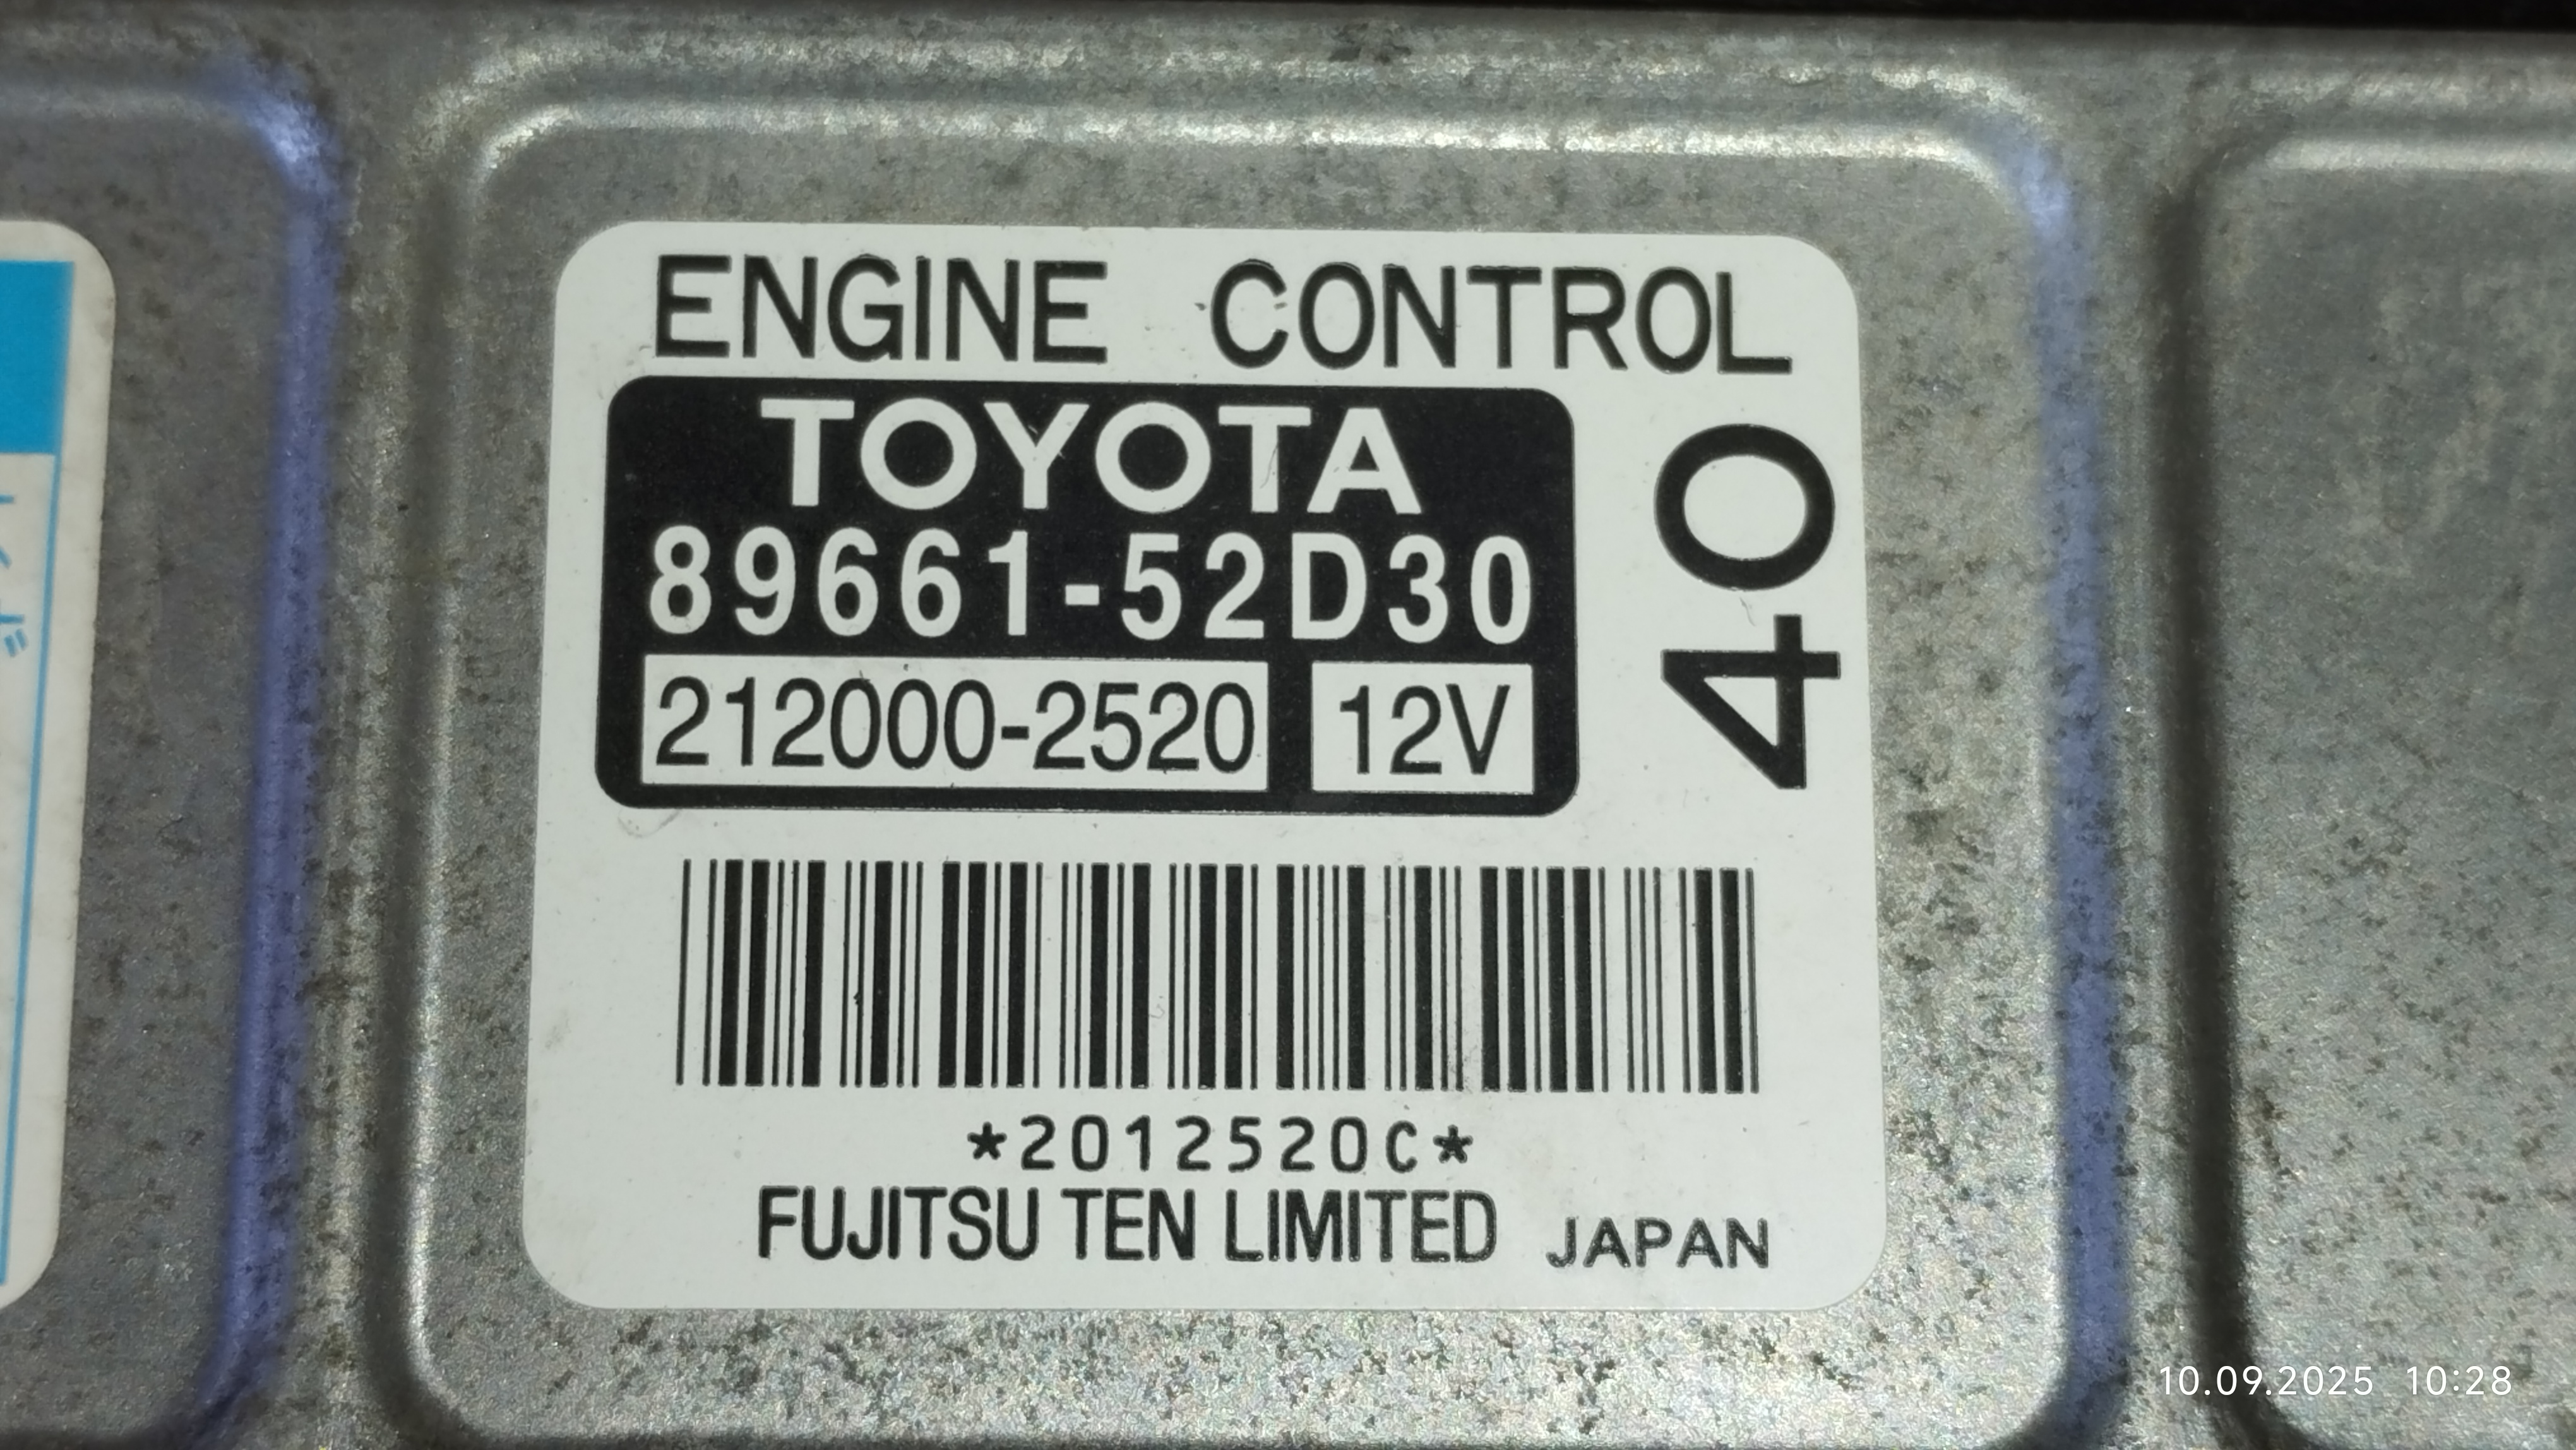 ENGINE CONTROL
TOYOTA
89661-52D30
212000-2520 12V
40
*2012520C*
FUJITSU TEN LIMITED JAPAN
10.09.2025 10:28